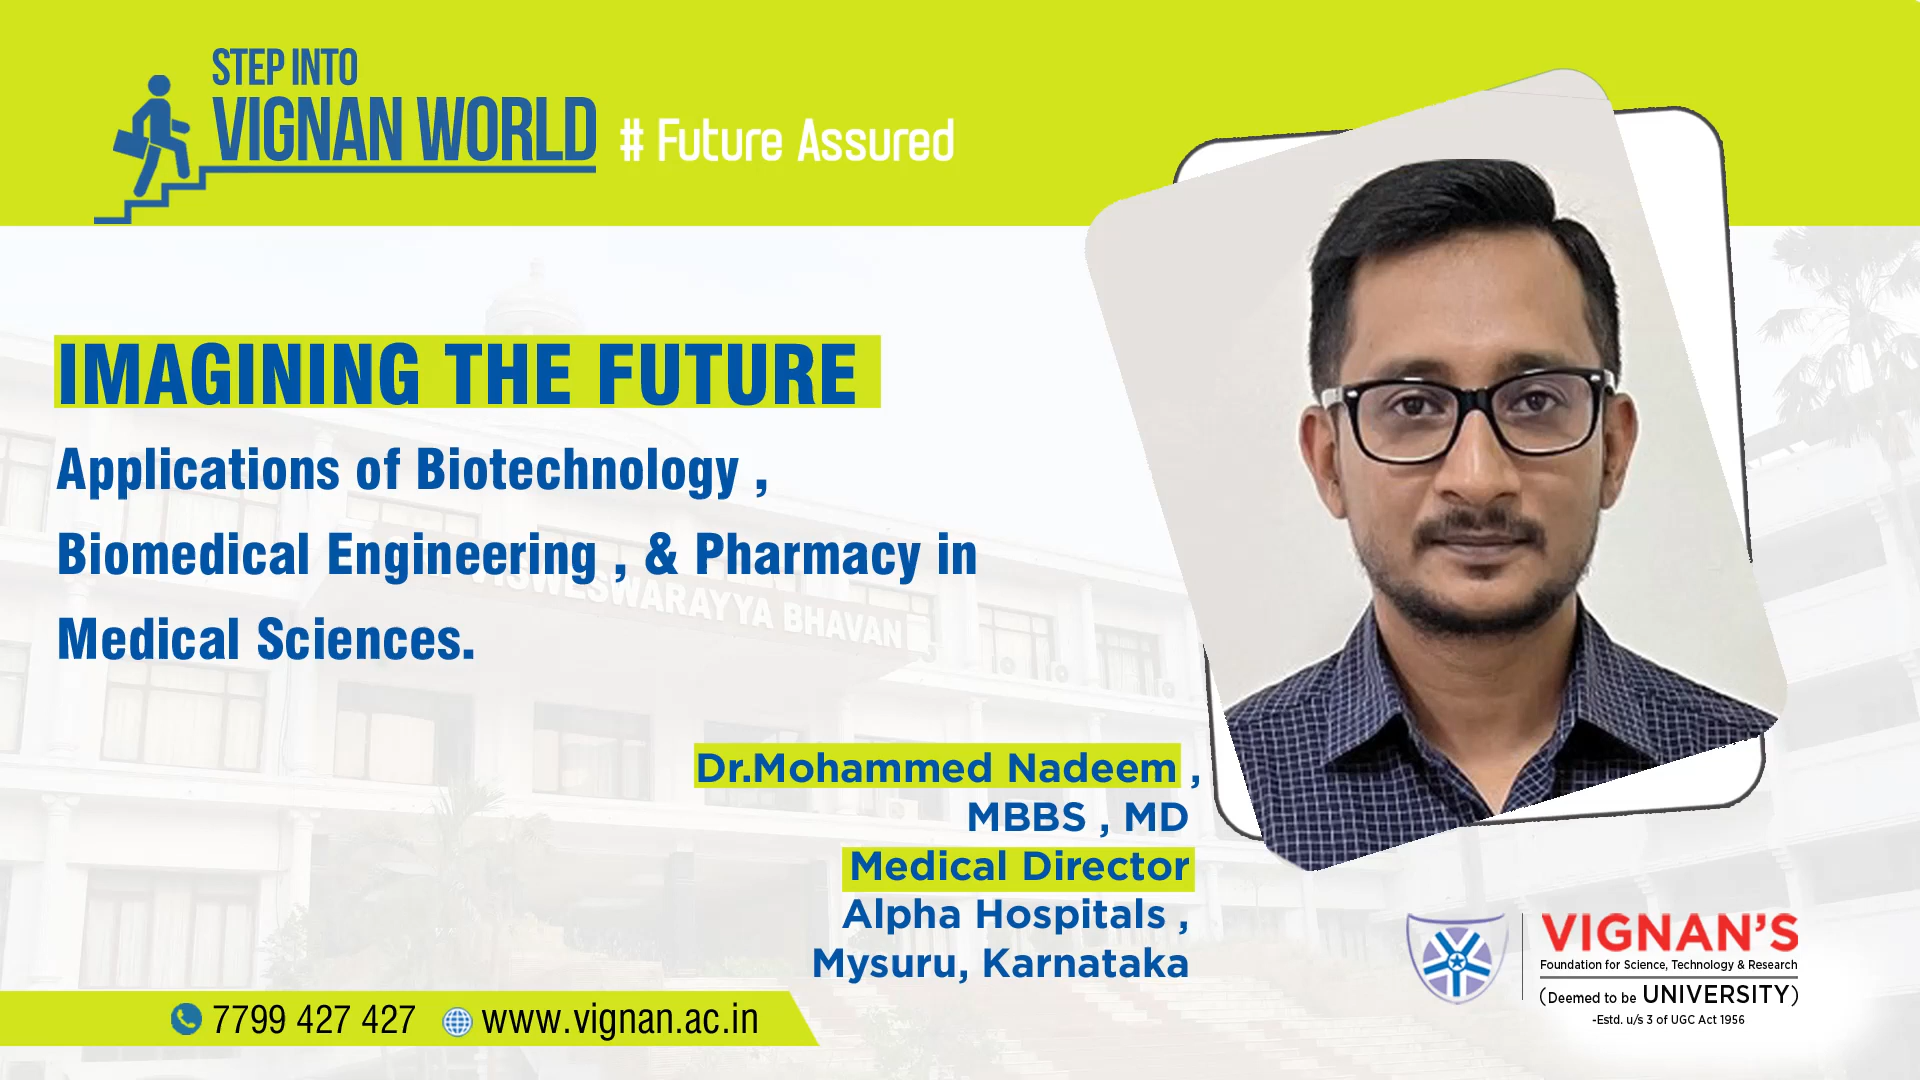 STEP INTO
VIGNAN WORLD
# Future Assured
IMAGINING THE FUTURE
Applications of Biotechnology ,
Biomedical Engineering , & Pharmacy in
Medical Sciences.
VISWESWARAYYA BHAVAN
Dr.Mohammed Nadeem ,
MBBS , MD
Medical Director
Alpha Hospitals ,
Mysuru, Karnataka
7799 427 427
www.vignan.ac.in
VIGNAN'S
Foundation for Science, Technology & Research
(Deemed to be UNIVERSITY)
-Estd. u/s 3 of UGC Act 1956